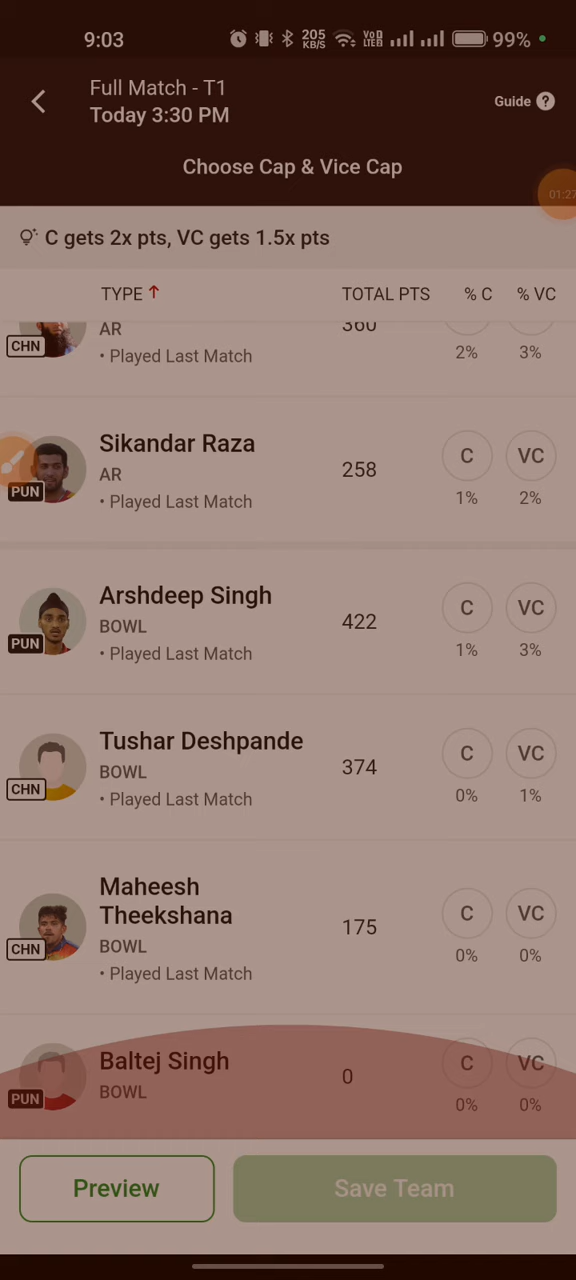 9:03 205 KB/S VoD LTE2 99%
Full Match - T1
Today 3:30 PM
Guide ?
Choose Cap & Vice Cap
01:27
C gets 2x pts, VC gets 1.5x pts
TYPE ↑ TOTAL PTS % C % VC
CHN AR 360
• Played Last Match 2% 3%
Sikandar Raza
PUN AR 258 C VC
• Played Last Match 1% 2%
Arshdeep Singh
PUN BOWL 422 C VC
• Played Last Match 1% 3%
Tushar Deshpande
CHN BOWL 374 C VC
• Played Last Match 0% 1%
Maheesh
Theekshana
CHN BOWL 175 C VC
• Played Last Match 0% 0%
Baltej Singh 0 C VC
PUN BOWL 0% 0%
Preview Save Team